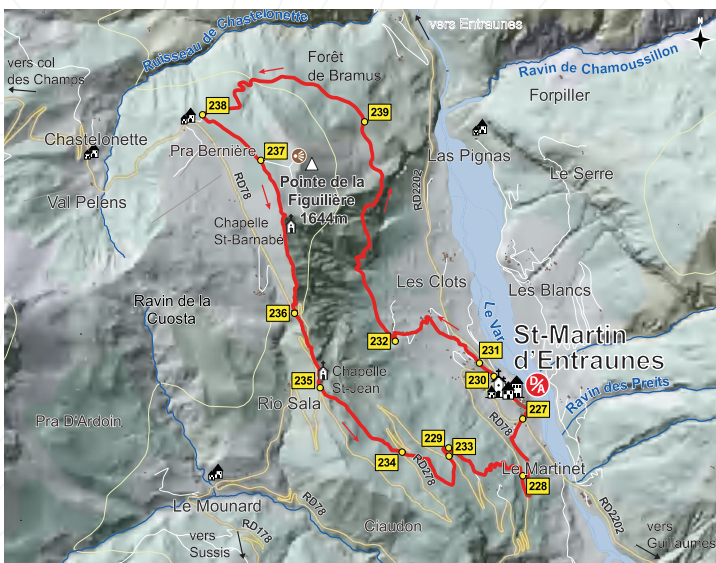 vers Entraunes
N
Ruisseau de Chastelonette
Forêt
de Bramus
Ravin de Chamoussillon
vers col
des Champs
Forpiller
238
239
Chastelonette
Pra Bernière
237
Las Pignas
Le Serre
Val Pelens
RD78
Pointe de la
Figuilière
1644m
RD2202
Chapelle
St-Barnabé
Les Clots
Les Blancs
Ravin de la
Cuosta
Le Var
236
232
St-Martin
d'Entraunes
231
230
D/A
Chapelle
St-Jean
235
Ravin des Preits
Rio Sala
227
RD78
Pra D'Ardoin
229
233
234
RD278
Le Martinet
228
Le Mounard
RD78
RD2202
Ciaudon
vers
Sussis
RD178
vers
Guillaumes